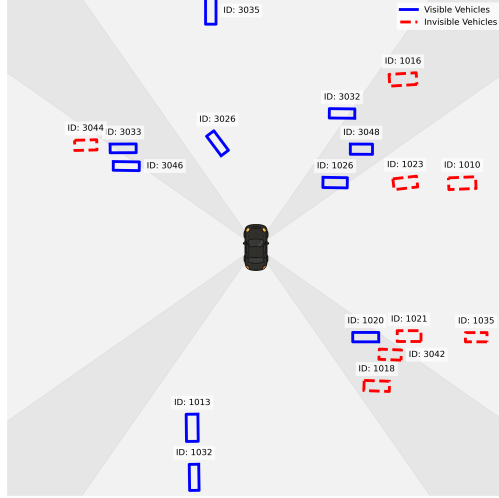 ID: 3035
Visible Vehicles
Invisible Vehicles
ID: 1016
ID: 3032
ID: 3026
ID: 3044
ID: 3033
ID: 3048
ID: 3046
ID: 1026
ID: 1023
ID: 1010
ID: 1020
ID: 1021
ID: 1035
ID: 3042
ID: 1018
ID: 1013
ID: 1032